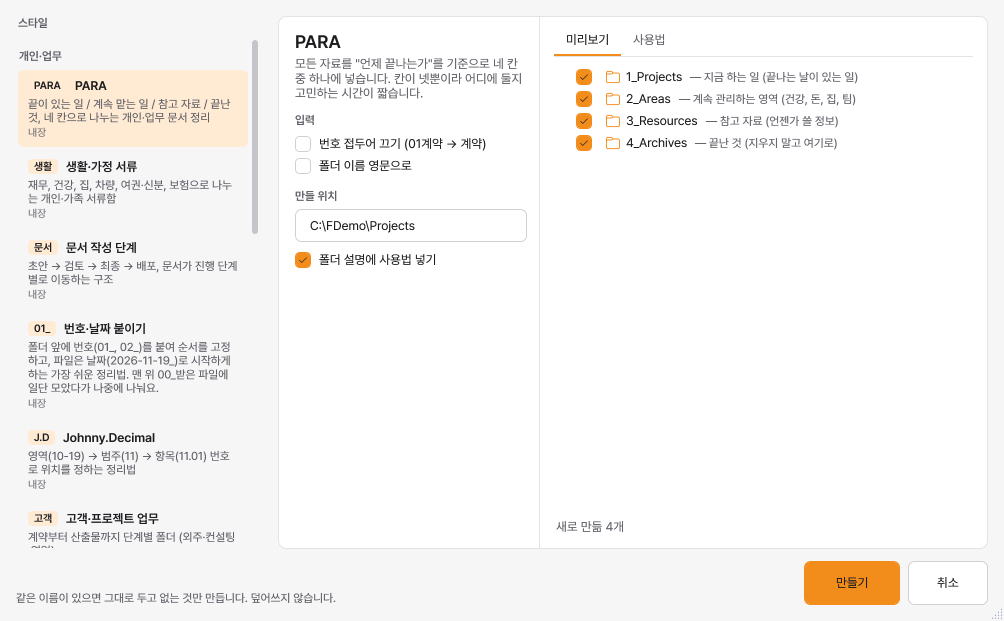 스타일
개인·업무
PARA PARA
끝이 있는 일 / 계속 맡는 일 / 참고 자료 / 끝난
것, 네 칸으로 나누는 개인·업무 문서 정리
내장
생활 생활·가정 서류
재무, 건강, 집, 차량, 여권·신분, 보험으로 나누
는 개인·가족 서류함
내장
문서 문서 작성 단계
초안 → 검토 → 최종 → 배포, 문서가 진행 단계
별로 이동하는 구조
내장
01_ 번호·날짜 붙이기
폴더 앞에 번호(01_, 02_)를 붙여 순서를 고정
하고, 파일은 날짜(2026-11-19_)로 시작하게
하는 가장 쉬운 정리법. 맨 위 00_받은 파일에
일단 모았다가 나중에 나눠요.
내장
J.D Johnny.Decimal
영역(10-19) → 범주(11) → 항목(11.01) 번호
로 위치를 정하는 정리법
내장
고객 고객·프로젝트 업무
계약부터 산출물까지 단계별 폴더 (외주·컨설팅
PARA
모든 자료를 "언제 끝나는가"를 기준으로 네 칸
중 하나에 넣습니다. 칸이 넷뿐이라 어디에 둘지
고민하는 시간이 짧습니다.
입력
번호 접두어 끄기 (01계약 → 계약)
폴더 이름 영문으로
만들 위치
C:\FDemo\Projects
폴더 설명에 사용법 넣기
미리보기 사용법
1_Projects — 지금 하는 일 (끝나는 날이 있는 일)
2_Areas — 계속 관리하는 영역 (건강, 돈, 집, 팀)
3_Resources — 참고 자료 (언젠가 쓸 정보)
4_Archives — 끝난 것 (지우지 말고 여기로)
새로 만듦 4개
만들기 취소
같은 이름이 있으면 그대로 두고 없는 것만 만듭니다. 덮어쓰지 않습니다.